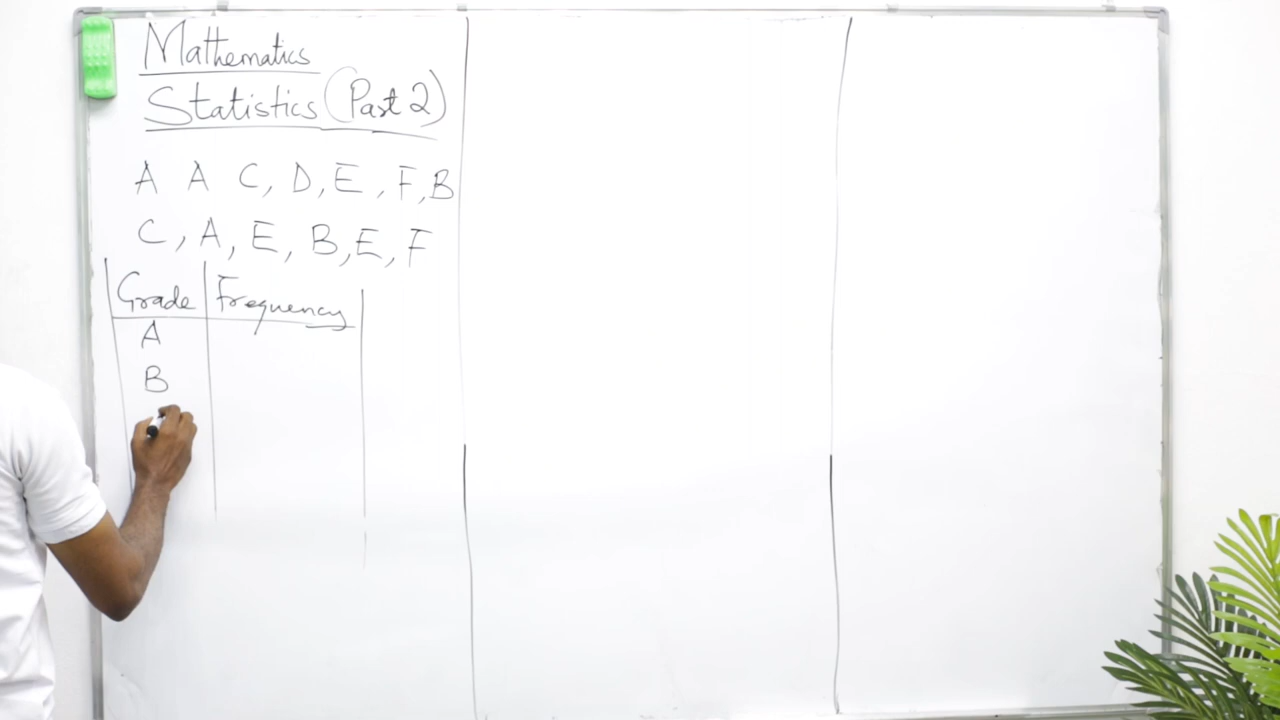 Mathematics
Statistics (Part 2)
A A C, D, E, F, B
C, A, E, B, E, F
Grade Frequency
A
B